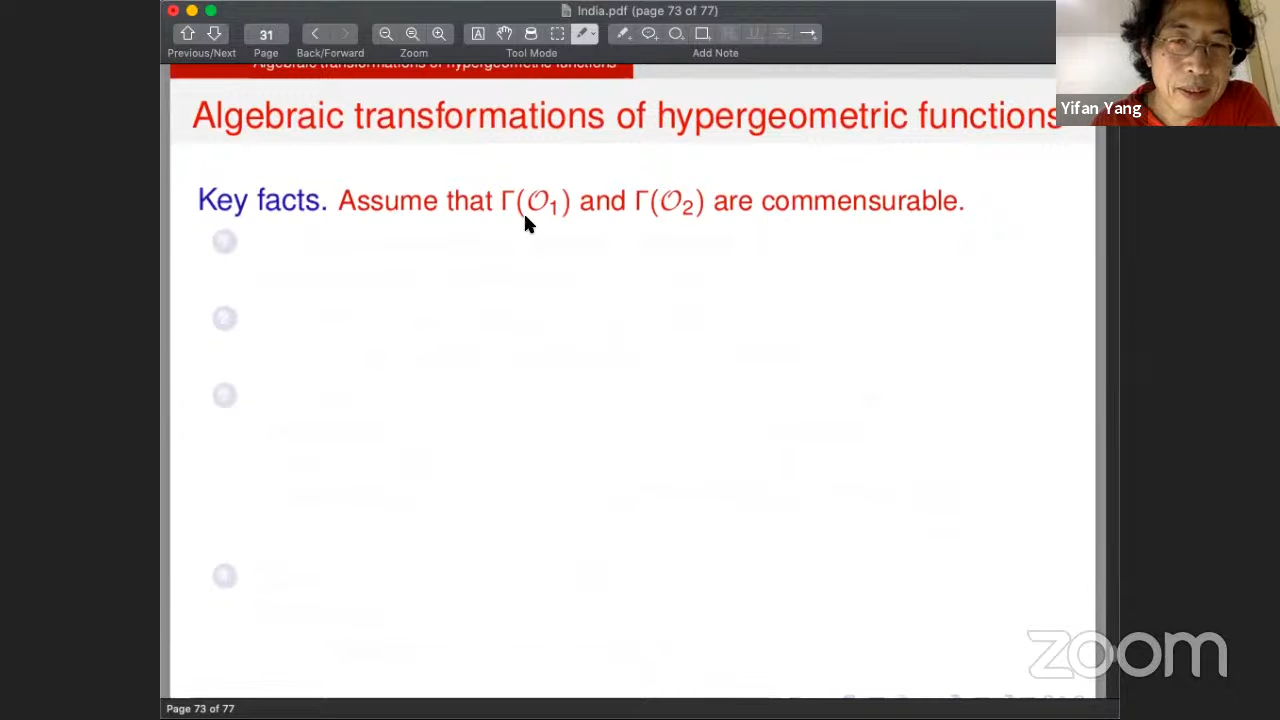 India.pdf (page 73 of 77)
31
Previous/Next Page Back/Forward Zoom Tool Mode Add Note
Yifan Yang
Algebraic transformations of hypergeometric functions
Algebraic transformations of hypergeometric functions
Key facts. Assume that Γ(𝒪₁) and Γ(𝒪₂) are commensurable.
zoom
Page 73 of 77